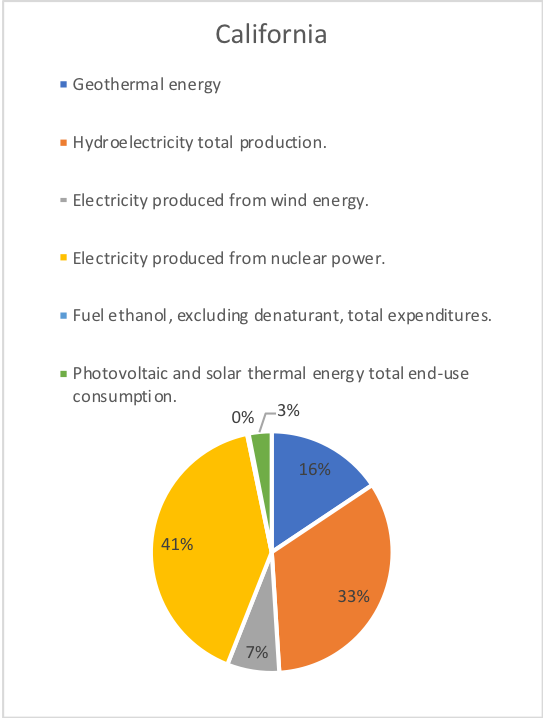 California
Geothermal energy
Hydroelectricity total production.
Electricity produced from wind energy.
Electricity produced from nuclear power.
Fuel ethanol, excluding denaturant, total expenditures.
Photovoltaic and solar thermal energy total end-use
consumption.
0%
3%
16%
41%
33%
7%